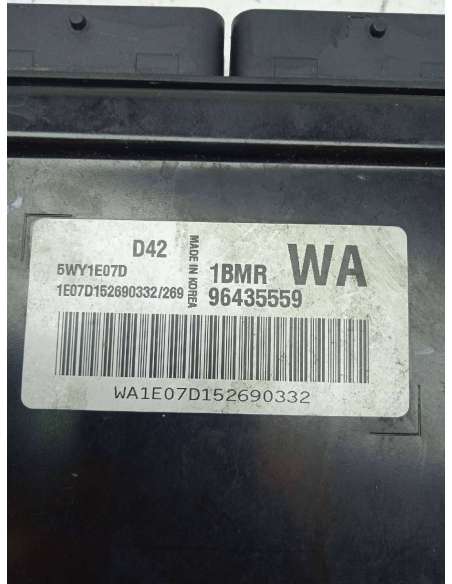 D42
5WY1E07D
1E07D152690332/269
MADE IN KOREA
1BMR WA
96435559
WA1E07D152690332